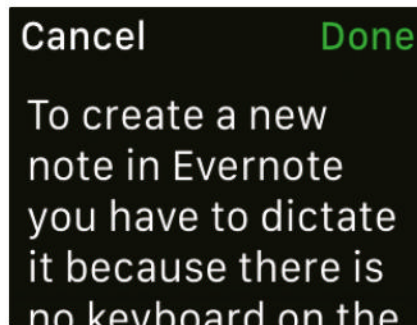 Cancel Done
To create a new
note in Evernote
you have to dictate
it because there is
no keyboard on the